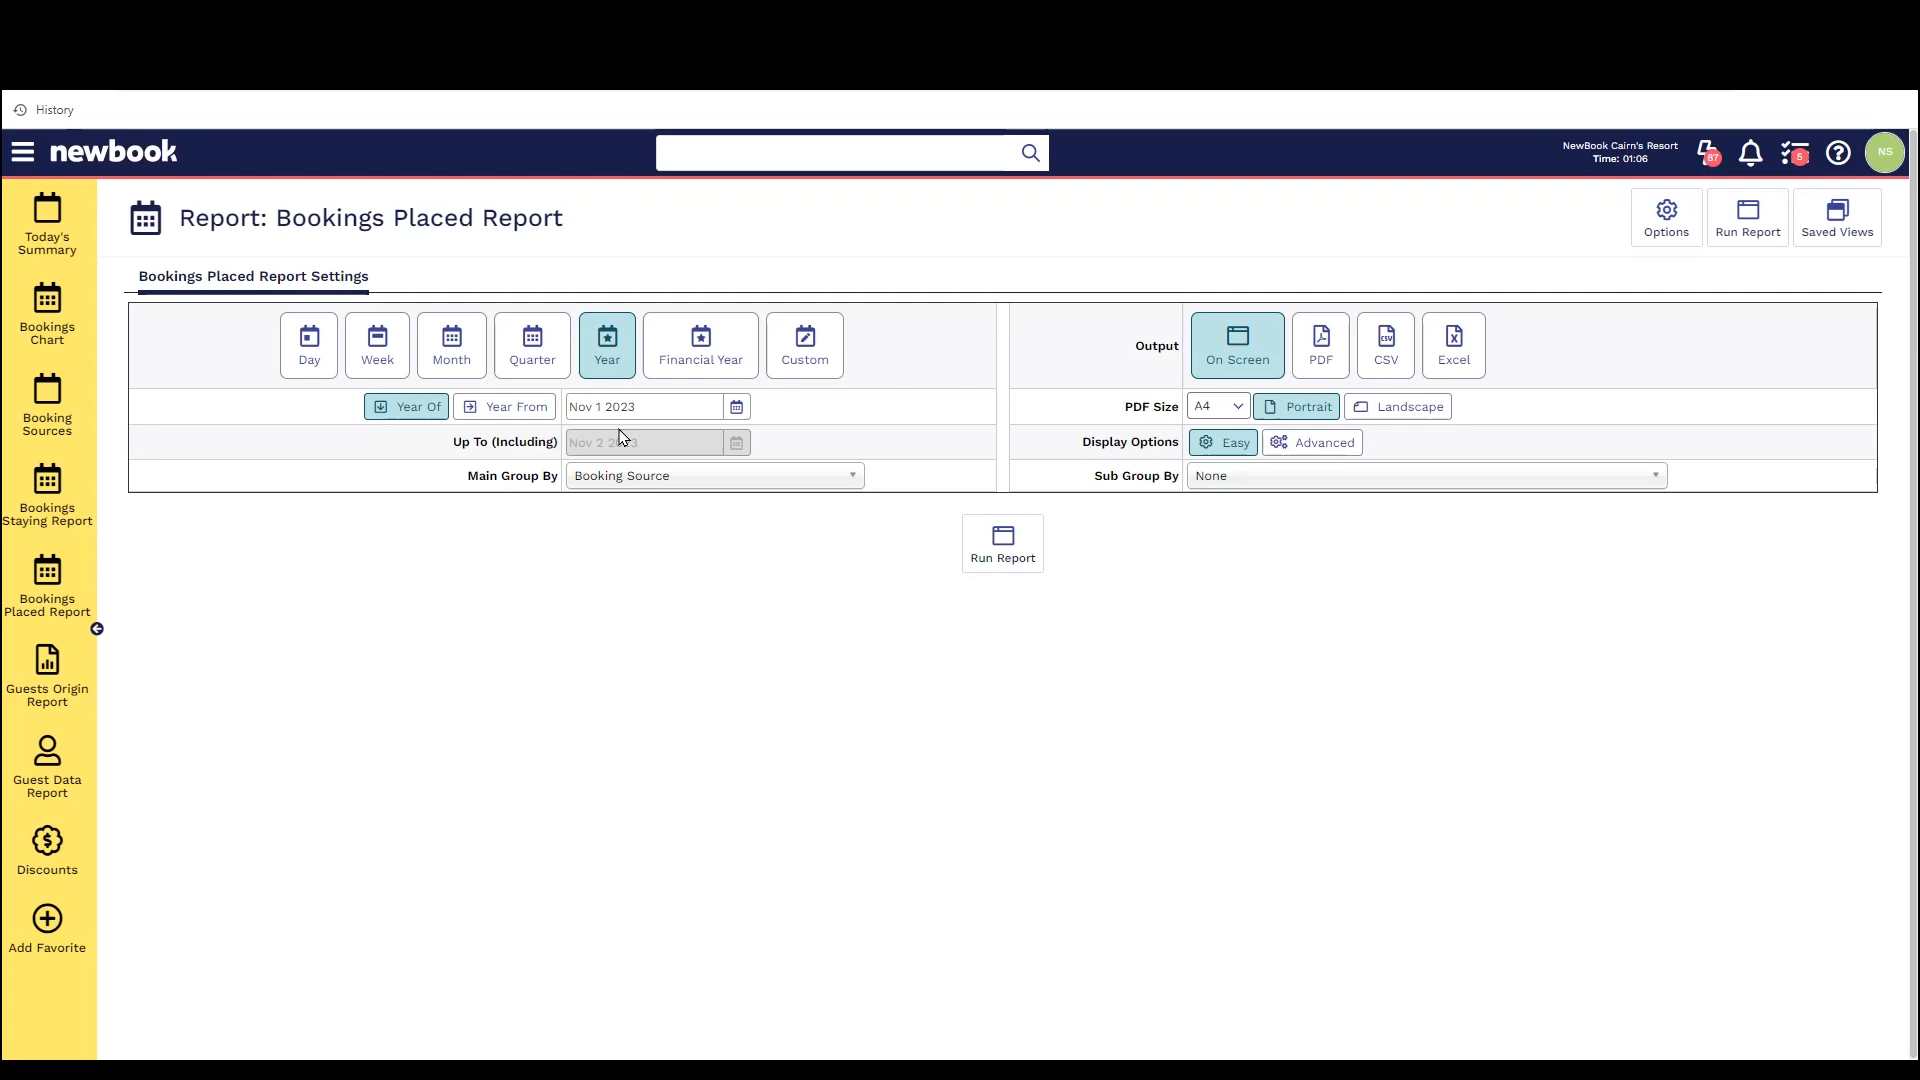 History
newbook
NewBook Cairn's Resort
Time: 01:06
87
5
NS
Today's
Summary
Bookings
Chart
Booking
Sources
Bookings
Staying Report
Bookings
Placed Report
Guests Origin
Report
Guest Data
Report
Discounts
Add Favorite
Report: Bookings Placed Report
Options
Run Report
Saved Views
Bookings Placed Report Settings
Day
Week
Month
Quarter
Year
Financial Year
Custom
Output
On Screen
PDF
CSV
Excel
Year Of
Year From
Nov 1 2023
PDF Size
A4
Portrait
Landscape
Up To (Including)
Nov 2 2023
Display Options
Easy
Advanced
Main Group By
Booking Source
Sub Group By
None
Run Report